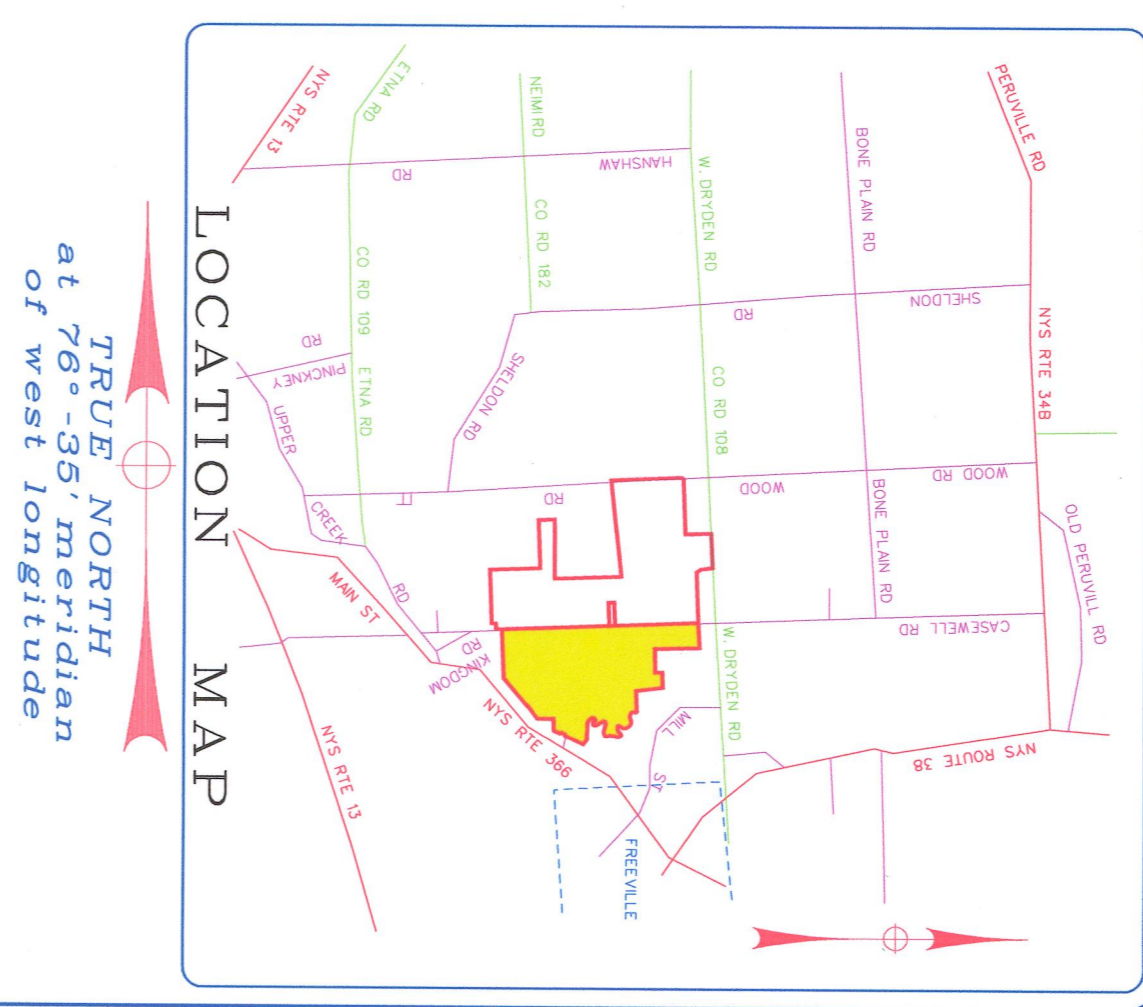 PERUVILLE RD
NYS RTE 34B
OLD PERUVILL RD
NYS ROUTE 38
BONE PLAIN RD
SHELDON
RD
WOOD RD
BONE PLAIN RD
CASEWELL RD
W. DRYDEN RD
CO RD 108
W. DRYDEN RD
HANSHAW
RD
WOOD
RD
NEIMI RD
CO RD 182
SHELDON RD
MILL
ST
FREEVILLE
ETNA RD
CO RD 109
ETNA RD
NYS RTE 13
PINCKNEY
RD
UPPER
CREEK
RD
MAIN ST
KINGDOM
RD
NYS RTE 366
NYS RTE 13
LOCATION MAP
TRUE NORTH
at 76°-35' meridian
of west longitude